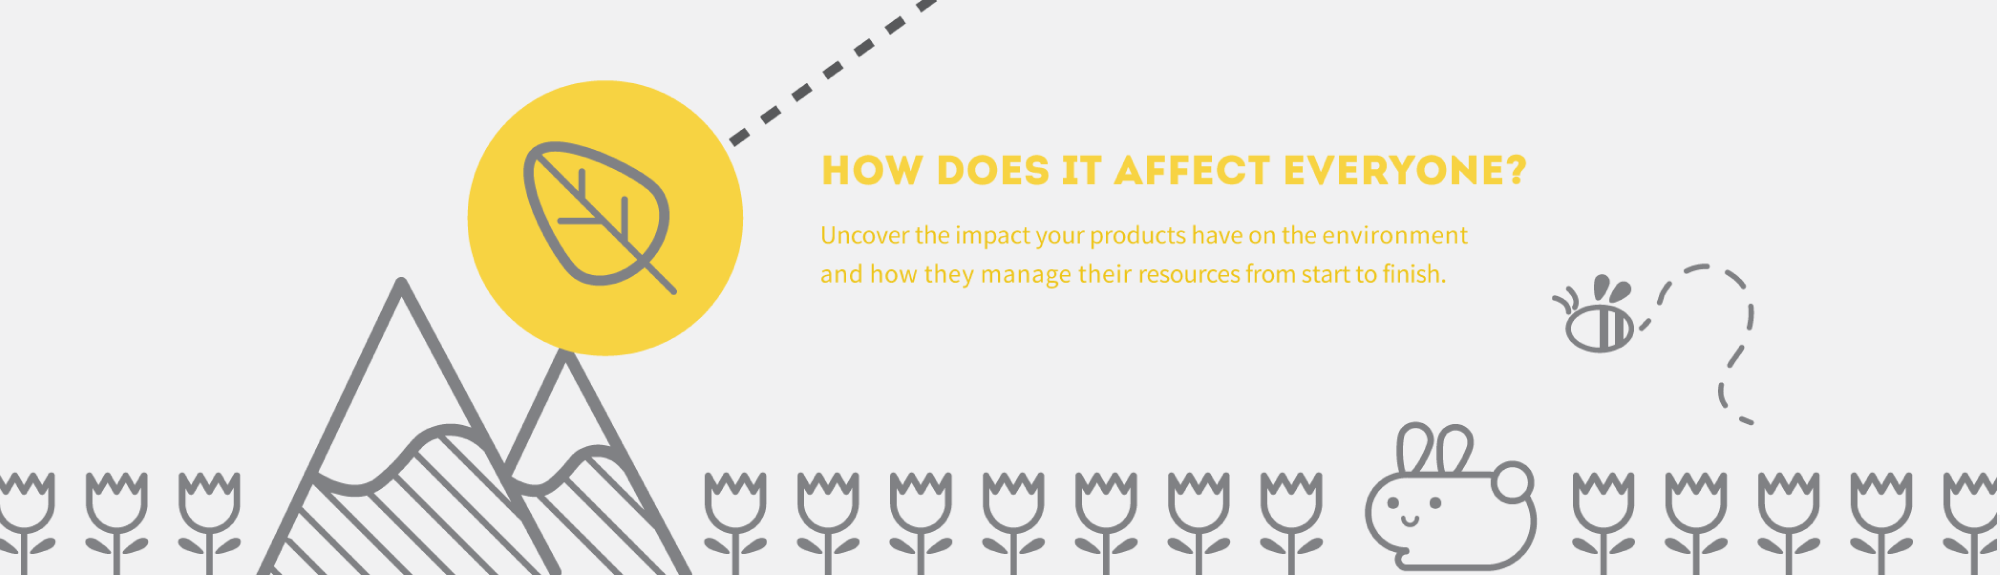 HOW DOES IT AFFECT EVERYONE?
Uncover the impact your products have on the environment
and how they manage their resources from start to finish.